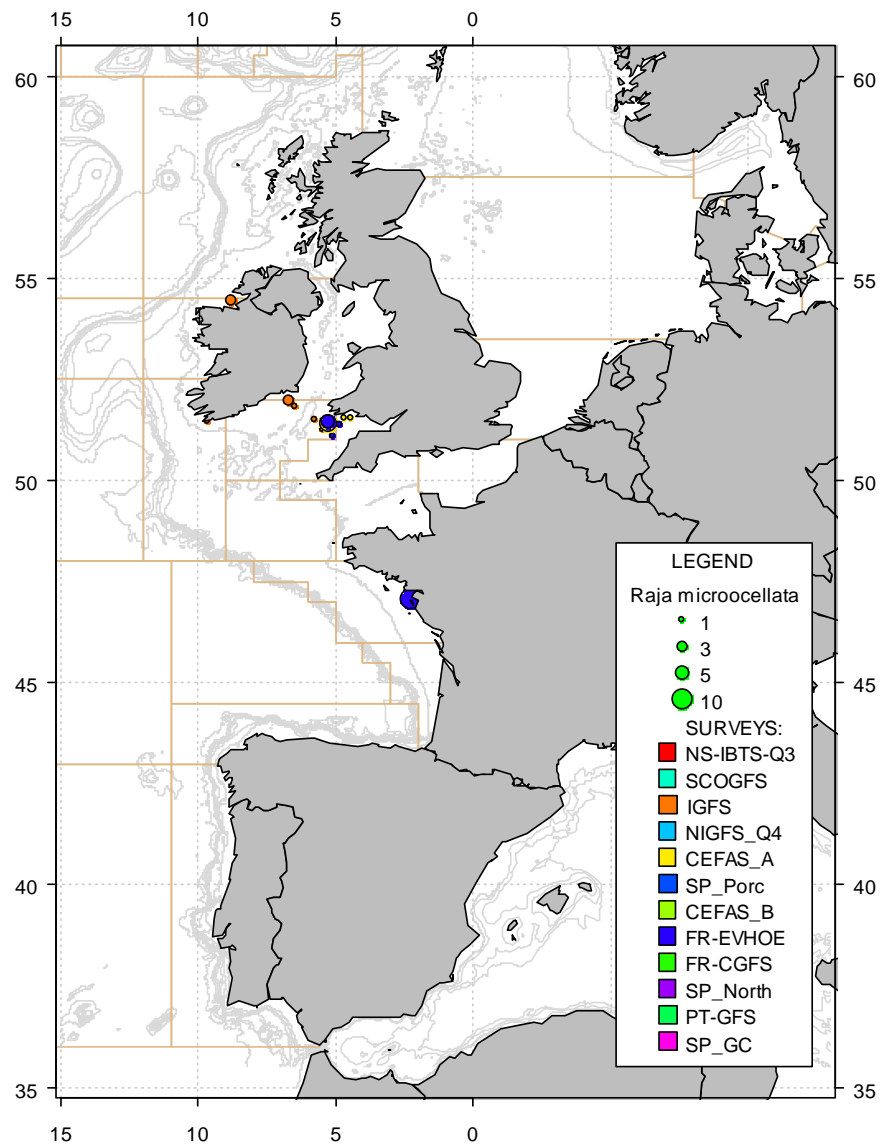 15 10 5 0
60 60
55 55
50 50
45 45
40 40
35 35
LEGEND
Raja microocellata
1
3
5
10
SURVEYS:
NS-IBTS-Q3
SCOGFS
IGFS
NIGFS_Q4
CEFAS_A
SP_Porc
CEFAS_B
FR-EVHOE
FR-CGFS
SP_North
PT-GFS
SP_GC
15 10 5 0